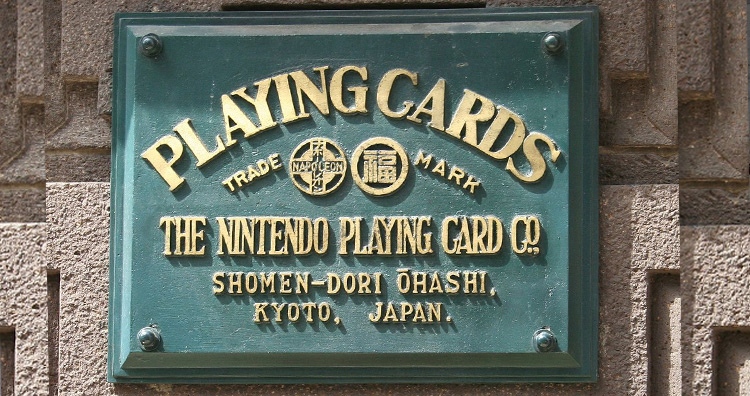 PLAYING CARDS
TRADE NAPOLEON 福 MARK
THE NINTENDO PLAYING CARD CO.,
SHOMEN-DORI ŌHASHI,
KYOTO, JAPAN.